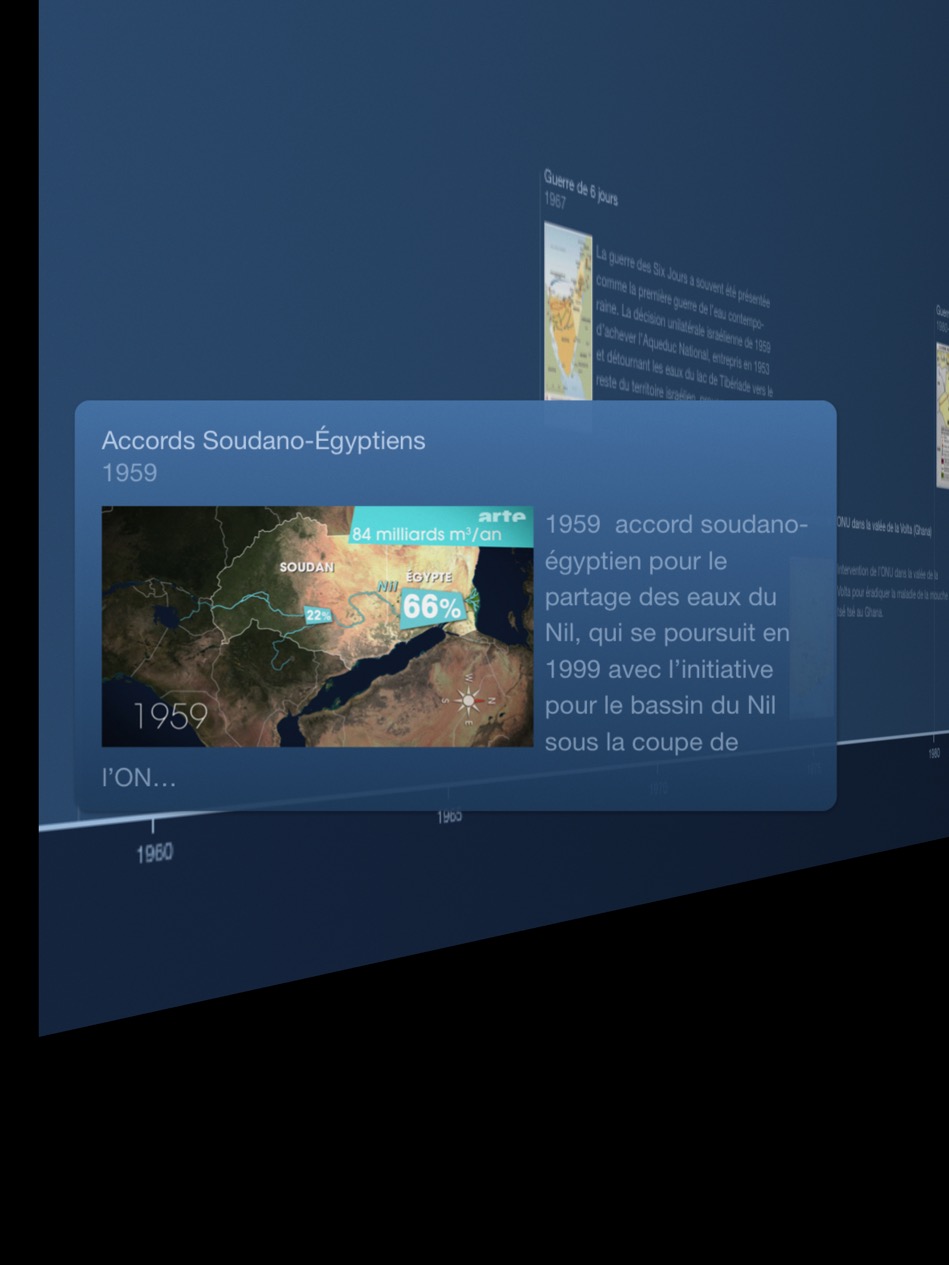 Guerre de 6 jours
1967
La guerre des Six Jours a souvent été présentée
comme la première guerre de l'eau contempo-
raine. La décision unilatérale israélienne de 1959
d'achever l'Aqueduc National, entrepris en 1953
et détournant les eaux du lac de Tibériade vers le
reste du territoire israélien,
Accords Soudano-Égyptiens
1959
arte
84 milliards m³/an
SOUDAN
Nil
ÉGYPTE
22%
66%
W
S
N
E
1959
1959 accord soudano-
égyptien pour le
partage des eaux du
Nil, qui se poursuit en
1999 avec l'initiative
pour le bassin du Nil
sous la coupe de
l'ON...
ONU dans la valée de la Volta (Ghana)
intervention de l'ONU dans la valée de la
Volta pour éradiquer la maladie de la mouche
tsé au Ghana.
1960
1965
1970
1980